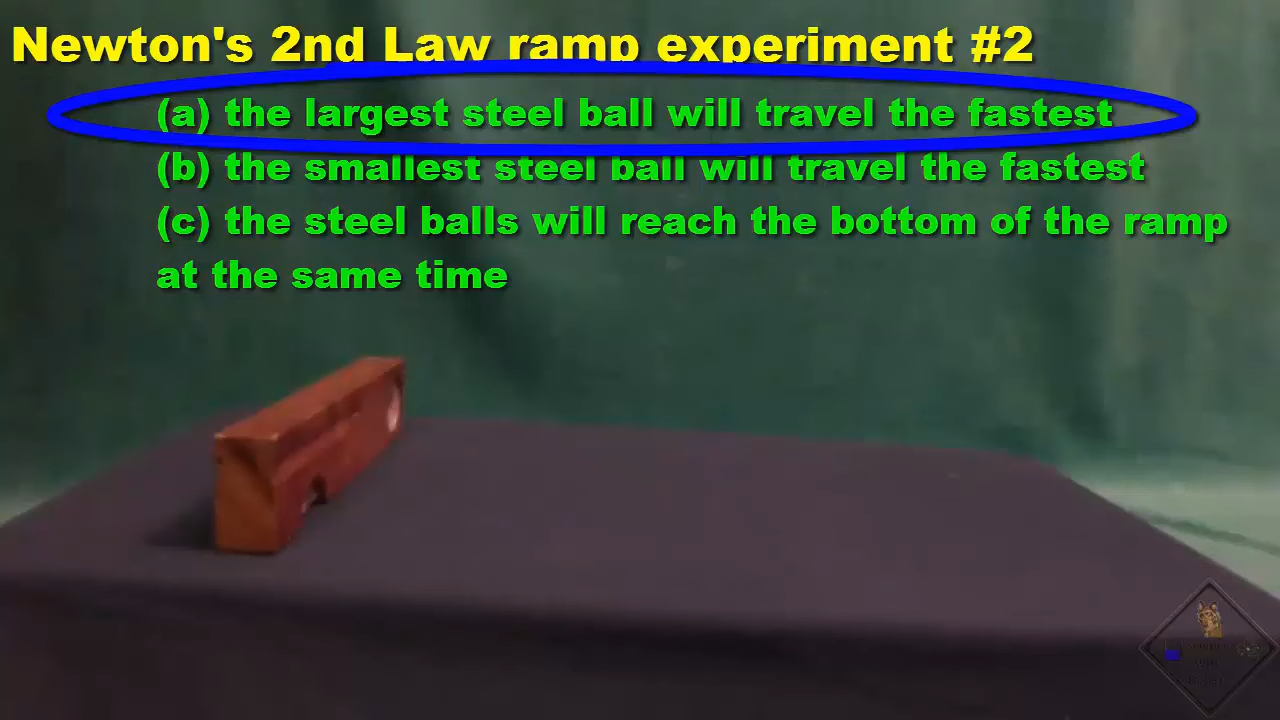 Newton's 2nd Law ramp experiment #2
(a) the largest steel ball will travel the fastest
(b) the smallest steel ball will travel the fastest
(c) the steel balls will reach the bottom of the ramp
at the same time